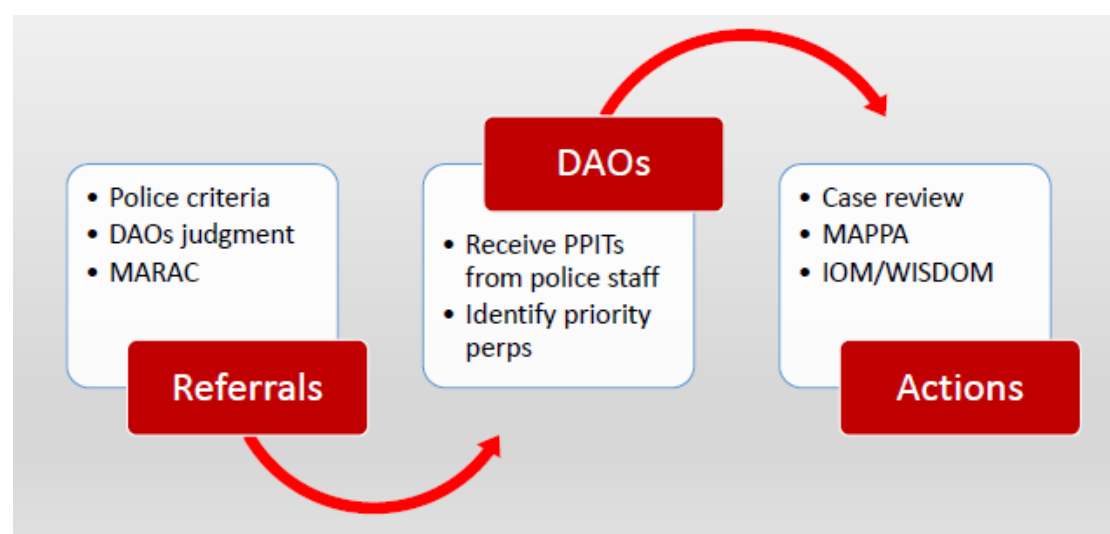 • Police criteria
• DAOs judgment
• MARAC
Referrals
DAOs
• Receive PPITs
from police staff
• Identify priority
perps
• Case review
• MAPPA
• IOM/WISDOM
Actions